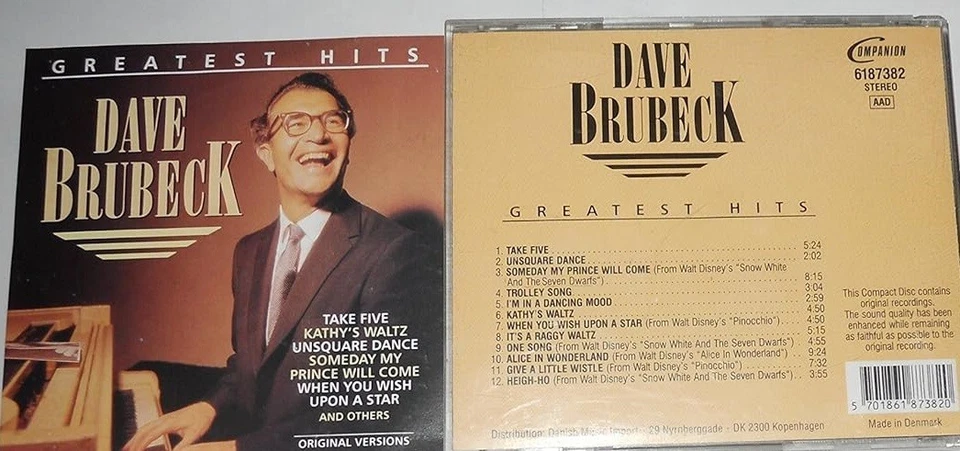 GREATEST HITS
DAVE
BRUBECK
TAKE FIVE
KATHY'S WALTZ
UNSQUARE DANCE
SOMEDAY MY
PRINCE WILL COME
WHEN YOU WISH
UPON A STAR
AND OTHERS
ORIGINAL VERSIONS
DAVE
BRUBECK
GREATEST HITS
COMPANION
6187382
STEREO
AAD
1. TAKE FIVE 5:24
2. UNSQUARE DANCE 2:02
3. SOMEDAY MY PRINCE WILL COME (From Walt Disney's "Snow White
And The Seven Dwarfs") 8:15
4. TROLLEY SONG 3:04
5. I'M IN A DANCING MOOD 2:59
6. KATHY'S WALTZ 4:50
7. WHEN YOU WISH UPON A STAR (From Walt Disney's "Pinocchio") 4:50
8. IT'S A RAGGY WALTZ 5:15
9. ONE SONG (From Walt Disney's "Snow White And The Seven Dwarfs") 4:55
10. ALICE IN WONDERLAND (From Walt Disney's "Alice In Wonderland") 9:24
11. GIVE A LITTLE WISTLE (From Walt Disney's "Pinocchio") 7:32
12. HEIGH-HO (From Walt Disney's "Snow White And The Seven Dwarfs") 3:55
This Compact Disc contains
original recordings.
The sound quality has been
enhanced while remaining
as faithful as possible to the
original recording.
5 701861 873820
Made in Denmark
Distribution: Danish Music Import - 29 Nyrnberggade - DK 2300 Kopenhagen